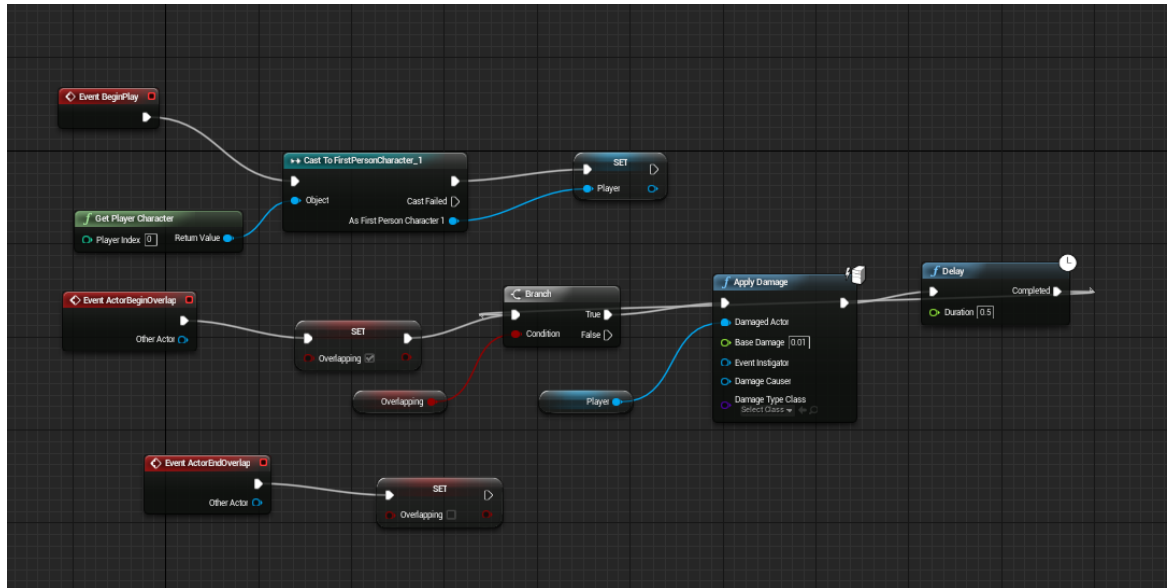 Event BeginPlay
Cast To FirstPersonCharacter_1
Object
Cast Failed
As First Person Character 1
SET
Player
f Get Player Character
Player Index 0
Return Value
Event ActorBeginOverlap
Other Actor
SET
Overlapping
Overlapping
Branch
True
Condition
False
Player
f Apply Damage
Damaged Actor
Base Damage 0.01
Event Instigator
Damage Causer
Damage Type Class
Select Class
f Delay
Completed
Duration 0.5
Event ActorEndOverlap
Other Actor
SET
Overlapping